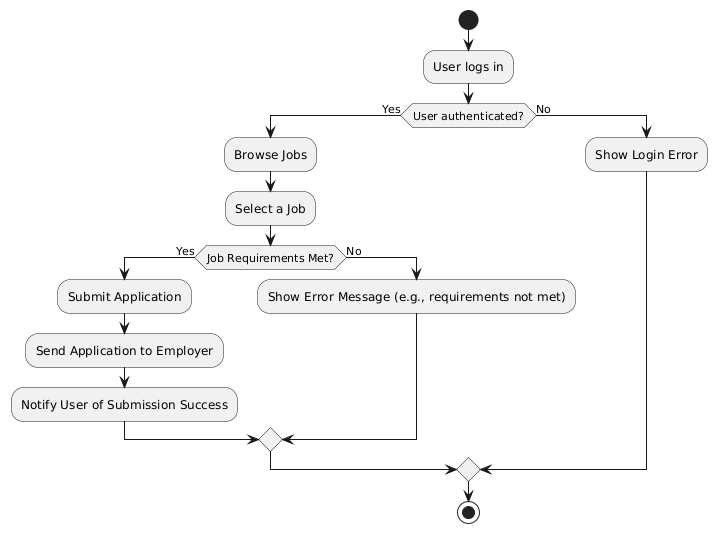 User logs in
User authenticated?
Yes
No
Browse Jobs
Show Login Error
Select a Job
Job Requirements Met?
Yes
No
Submit Application
Show Error Message (e.g., requirements not met)
Send Application to Employer
Notify User of Submission Success